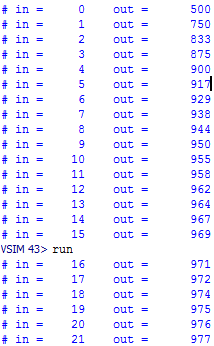 # in =      0    out =      500
# in =      1    out =      750
# in =      2    out =      833
# in =      3    out =      875
# in =      4    out =      900
# in =      5    out =      917
# in =      6    out =      929
# in =      7    out =      938
# in =      8    out =      944
# in =      9    out =      950
# in =     10    out =      955
# in =     11    out =      958
# in =     12    out =      962
# in =     13    out =      964
# in =     14    out =      967
# in =     15    out =      969
VSIM 43> run
# in =     16    out =      971
# in =     17    out =      972
# in =     18    out =      974
# in =     19    out =      975
# in =     20    out =      976
# in =     21    out =      977